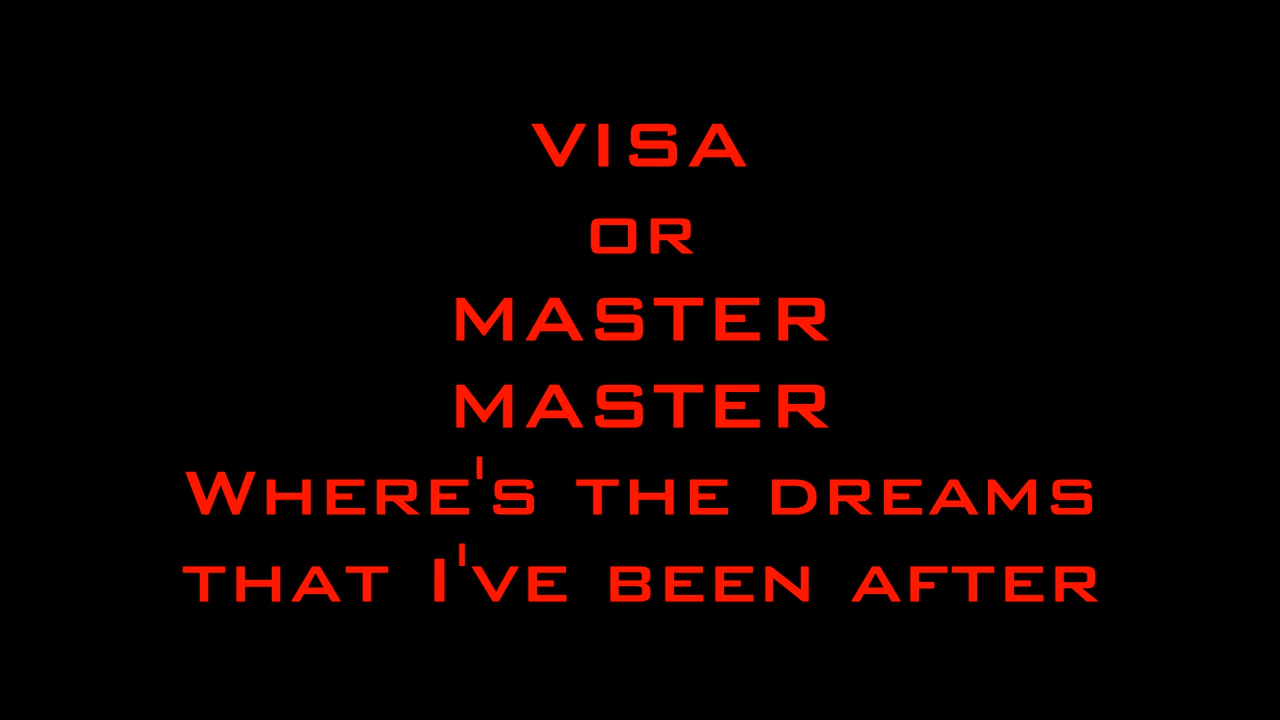 VISA
OR
MASTER
MASTER
WHERE'S THE DREAMS
THAT I'VE BEEN AFTER